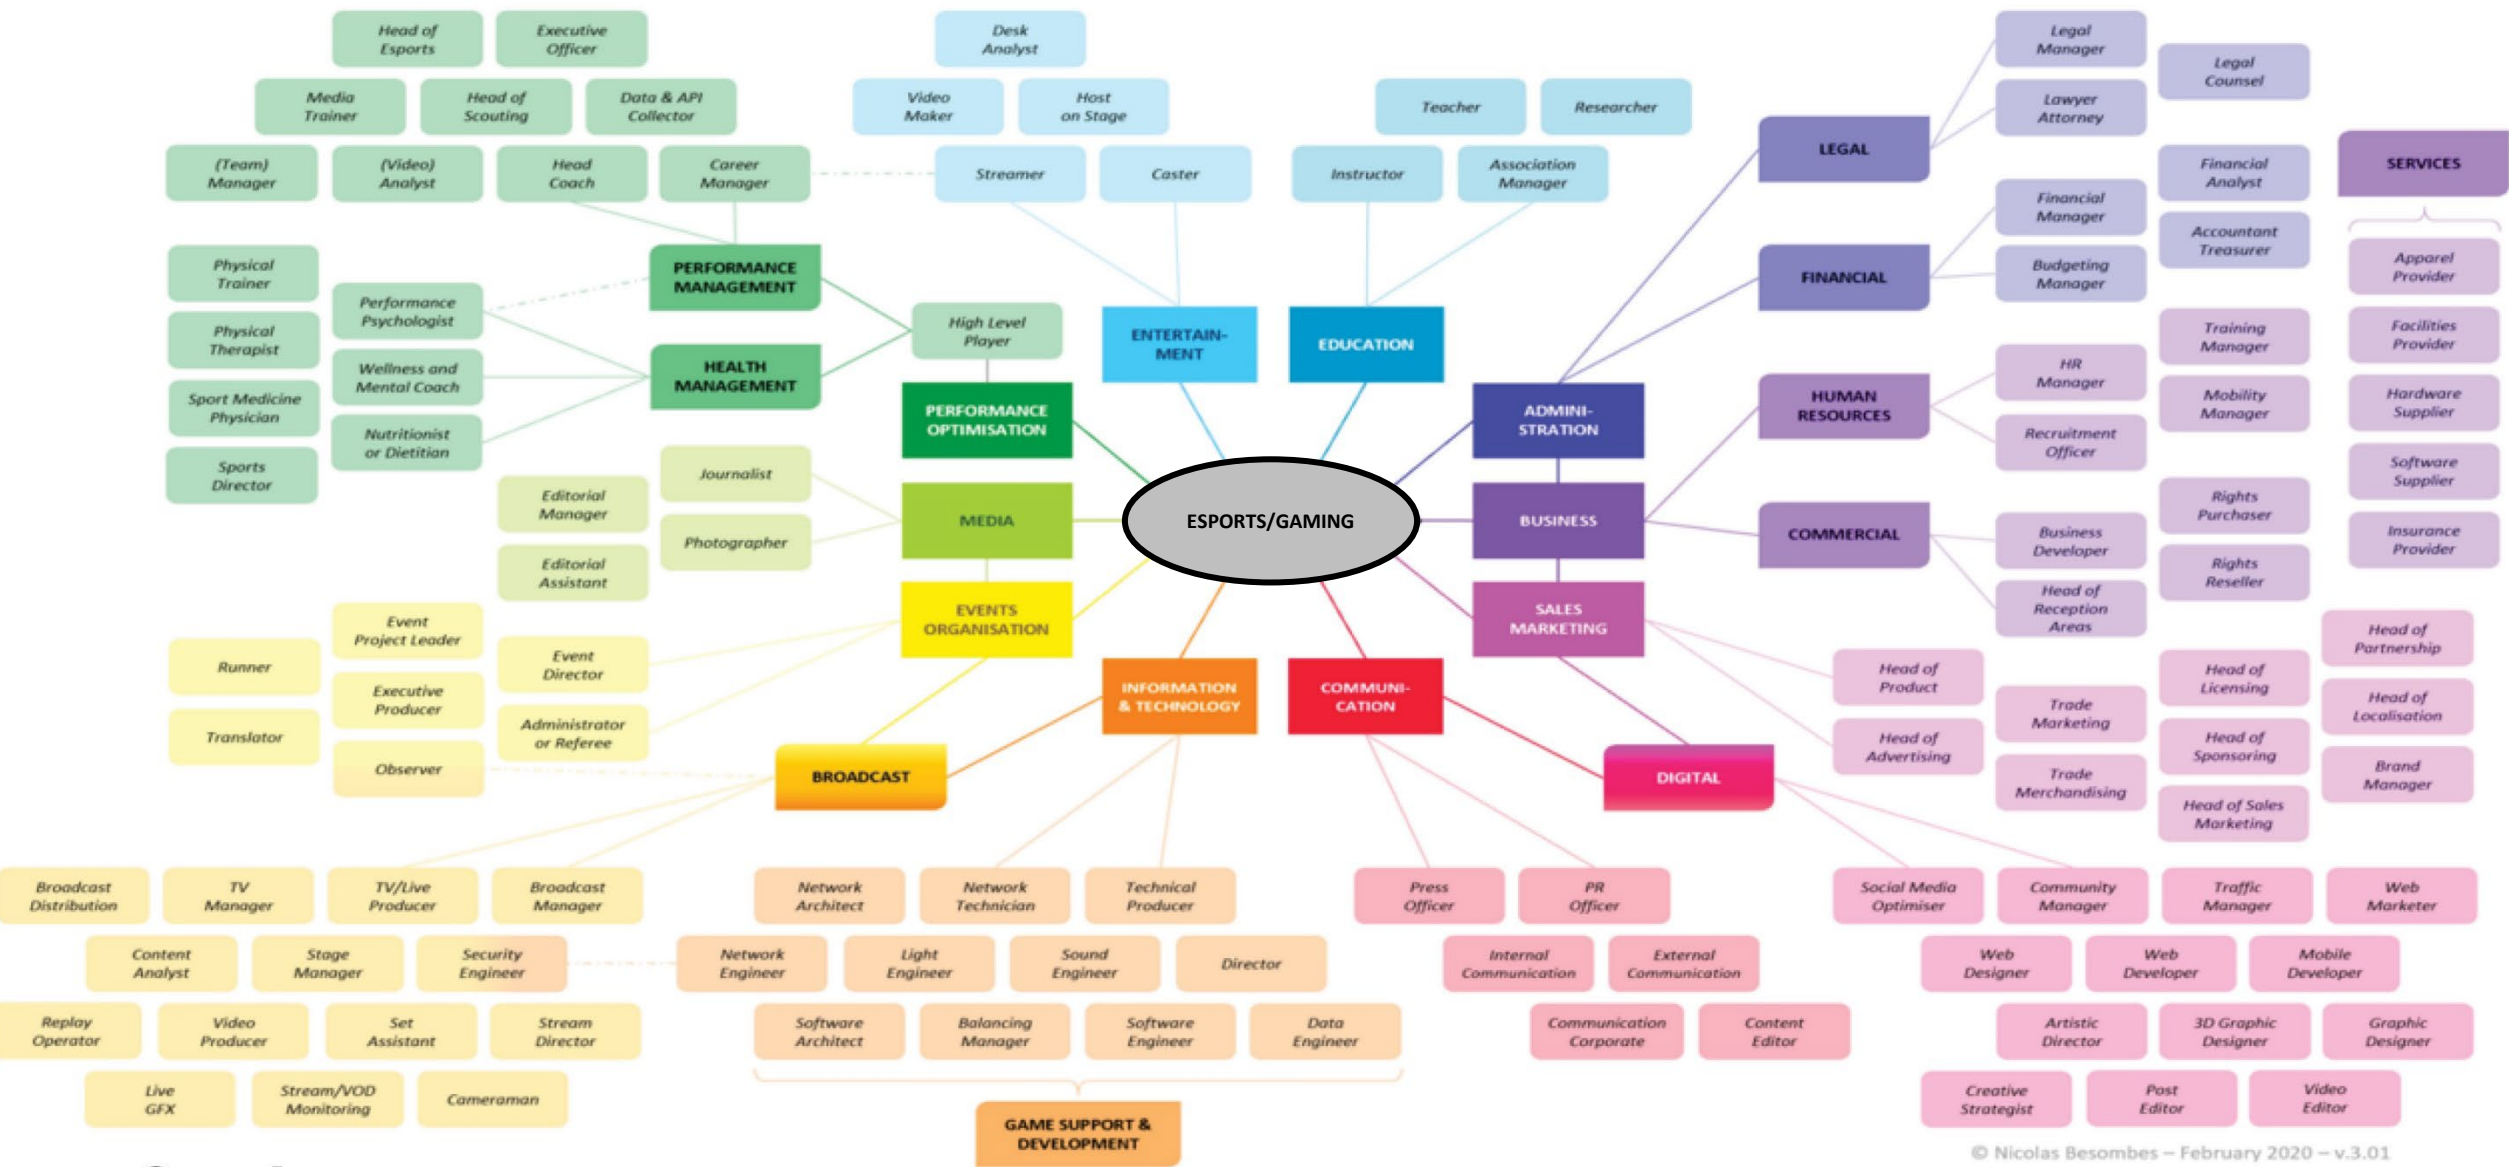 Head of
Esports
Executive
Officer
Media
Trainer
Head of
Scouting
Data & API
Collector
(Team)
Manager
(Video)
Analyst
Head
Coach
Career
Manager
Physical
Trainer
Physical
Therapist
Sport Medicine
Physician
Sports
Director
Performance
Psychologist
Wellness and
Mental Coach
Nutritionist
or Dietitian
PERFORMANCE
MANAGEMENT
HEALTH
MANAGEMENT
High Level
Player
PERFORMANCE
OPTIMISATION
Desk
Analyst
Video
Maker
Host
on Stage
Streamer
Caster
ENTERTAIN-
MENT
Teacher
Researcher
Instructor
Association
Manager
EDUCATION
Legal
Manager
Legal
Counsel
Lawyer
Attorney
LEGAL
Financial
Analyst
Financial
Manager
Accountant
Treasurer
Budgeting
Manager
FINANCIAL
ADMINI-
STRATION
SERVICES
Apparel
Provider
Facilities
Provider
Hardware
Supplier
Software
Supplier
Insurance
Provider
Training
Manager
HR
Manager
Mobility
Manager
Recruitment
Officer
HUMAN
RESOURCES
Rights
Purchaser
Business
Developer
Rights
Reseller
Head of
Reception
Areas
COMMERCIAL
BUSINESS
ESPORTS/GAMING
Journalist
Editorial
Manager
Photographer
Editorial
Assistant
MEDIA
EVENTS
ORGANISATION
Event
Project Leader
Runner
Event
Director
Executive
Producer
Translator
Administrator
or Referee
Observer
BROADCAST
INFORMATION
& TECHNOLOGY
COMMUNI-
CATION
SALES
MARKETING
DIGITAL
Head of
Product
Head of
Advertising
Trade
Marketing
Trade
Merchandising
Head of
Licensing
Head of
Sponsoring
Head of Sales
Marketing
Head of
Partnership
Head of
Localisation
Brand
Manager
Broadcast
Distribution
TV
Manager
TV/Live
Producer
Broadcast
Manager
Content
Analyst
Stage
Manager
Security
Engineer
Replay
Operator
Video
Producer
Set
Assistant
Stream
Director
Live
GFX
Stream/VOD
Monitoring
Cameraman
Network
Architect
Network
Technician
Technical
Producer
Network
Engineer
Light
Engineer
Sound
Engineer
Director
Software
Architect
Balancing
Manager
Software
Engineer
Data
Engineer
GAME SUPPORT &
DEVELOPMENT
Press
Officer
PR
Officer
Internal
Communication
External
Communication
Communication
Corporate
Content
Editor
Social Media
Optimiser
Community
Manager
Traffic
Manager
Web
Marketer
Web
Designer
Web
Developer
Mobile
Developer
Artistic
Director
3D Graphic
Designer
Graphic
Designer
Creative
Strategist
Post
Editor
Video
Editor
© Nicolas Besombes – February 2020 – v.3.01